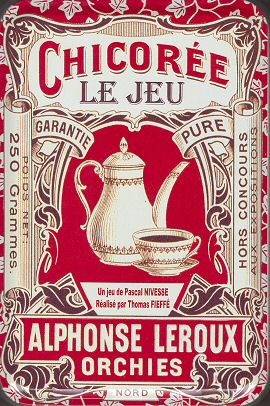 CHICORÉE
LE JEU
GARANTIE
PURE
POIDS NET:
250 Grammes
HORS CONCOURS
AUX EXPOSITIONS
Un jeu de Pascal NIVESSE
Réalisé par Thomas FIEFFÉ
ALPHONSE LEROUX
ORCHIES
NORD